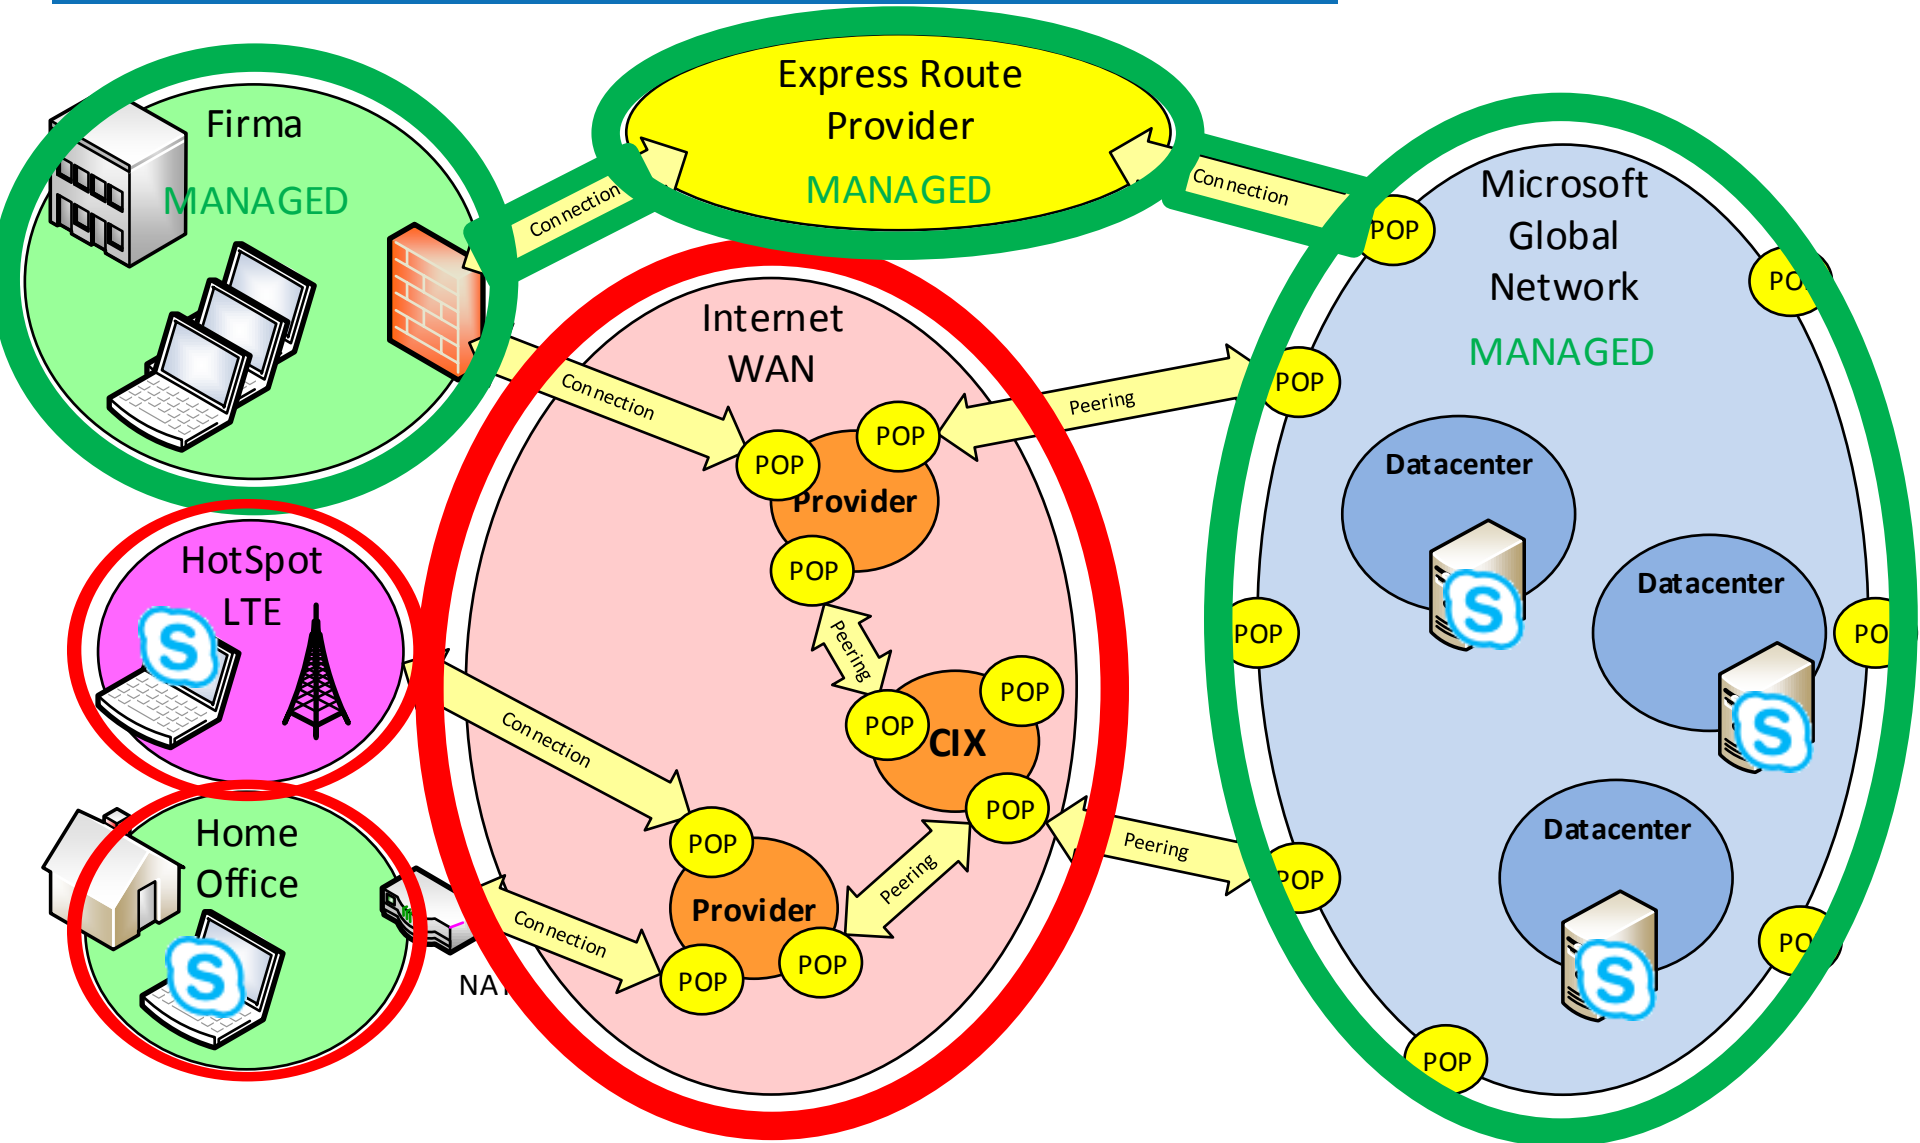 Express Route
Provider
MANAGED
Firma
MANAGED
Connection
Connection
Microsoft
Global
Network
MANAGED
POP
Internet
WAN
Connection
Peering
POP
POP
POP
Provider
POP
Datacenter
HotSpot
LTE
Peering
Datacenter
POP
POP
POP
CIX
Connection
POP
Home
Office
POP
Peering
Peering
Datacenter
POP
Provider
Connection
POP
POP
POP